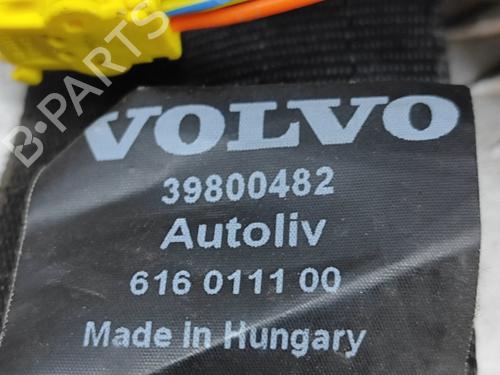 B-PARTS
VOLVO
39800482
Autoliv
616 0111 00
Made in Hungary